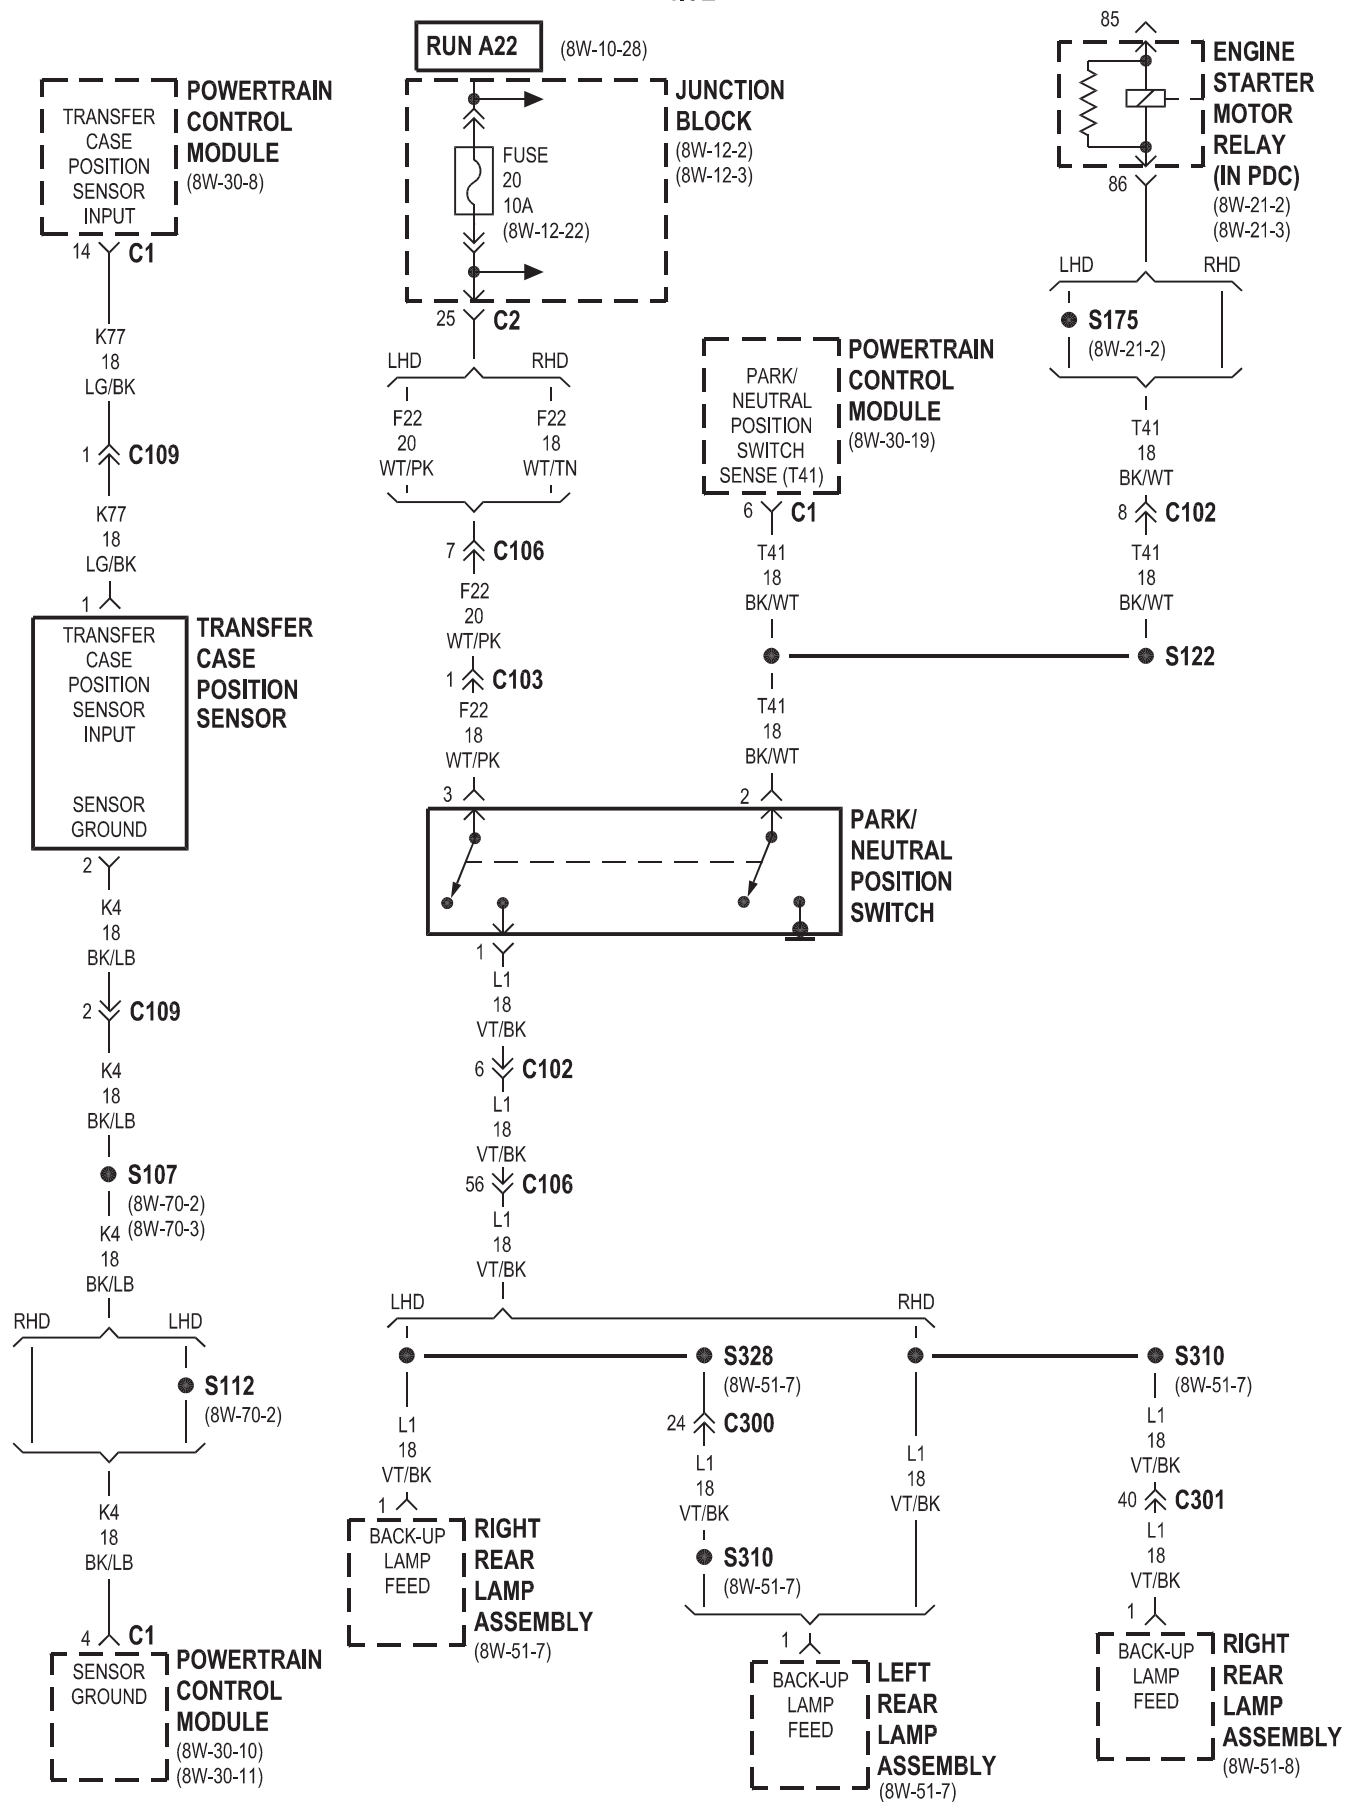 RUN A22
(8W-10-28)
POWERTRAIN
CONTROL
MODULE
(8W-30-8)
TRANSFER
CASE
POSITION
SENSOR
INPUT
14
C1
K77
18
LG/BK
1
C109
K77
18
LG/BK
1
TRANSFER
CASE
POSITION
SENSOR
INPUT
SENSOR
GROUND
TRANSFER
CASE
POSITION
SENSOR
2
K4
18
BK/LB
2
C109
K4
18
BK/LB
S107
(8W-70-2)
(8W-70-3)
K4
18
BK/LB
RHD
LHD
S112
(8W-70-2)
K4
18
BK/LB
4
C1
SENSOR
GROUND
POWERTRAIN
CONTROL
MODULE
(8W-30-10)
(8W-30-11)
JUNCTION
BLOCK
(8W-12-2)
(8W-12-3)
FUSE
20
10A
(8W-12-22)
25
C2
LHD
RHD
F22
20
WT/PK
F22
18
WT/TN
7
C106
F22
20
WT/PK
1
C103
F22
18
WT/PK
3
PARK/
NEUTRAL
POSITION
SWITCH
SENSE (T41)
POWERTRAIN
CONTROL
MODULE
(8W-30-19)
6
C1
T41
18
BK/WT
T41
18
BK/WT
2
85
ENGINE
STARTER
MOTOR
RELAY
(IN PDC)
(8W-21-2)
(8W-21-3)
86
LHD
RHD
S175
(8W-21-2)
T41
18
BK/WT
8
C102
T41
18
BK/WT
S122
PARK/
NEUTRAL
POSITION
SWITCH
1
L1
18
VT/BK
6
C102
L1
18
VT/BK
56
C106
L1
18
VT/BK
LHD
RHD
S328
(8W-51-7)
S310
(8W-51-7)
L1
18
VT/BK
1
BACK-UP
LAMP
FEED
RIGHT
REAR
LAMP
ASSEMBLY
(8W-51-7)
24
C300
L1
18
VT/BK
S310
(8W-51-7)
L1
18
VT/BK
1
BACK-UP
LAMP
FEED
LEFT
REAR
LAMP
ASSEMBLY
(8W-51-7)
L1
18
VT/BK
40
C301
L1
18
VT/BK
1
BACK-UP
LAMP
FEED
RIGHT
REAR
LAMP
ASSEMBLY
(8W-51-8)